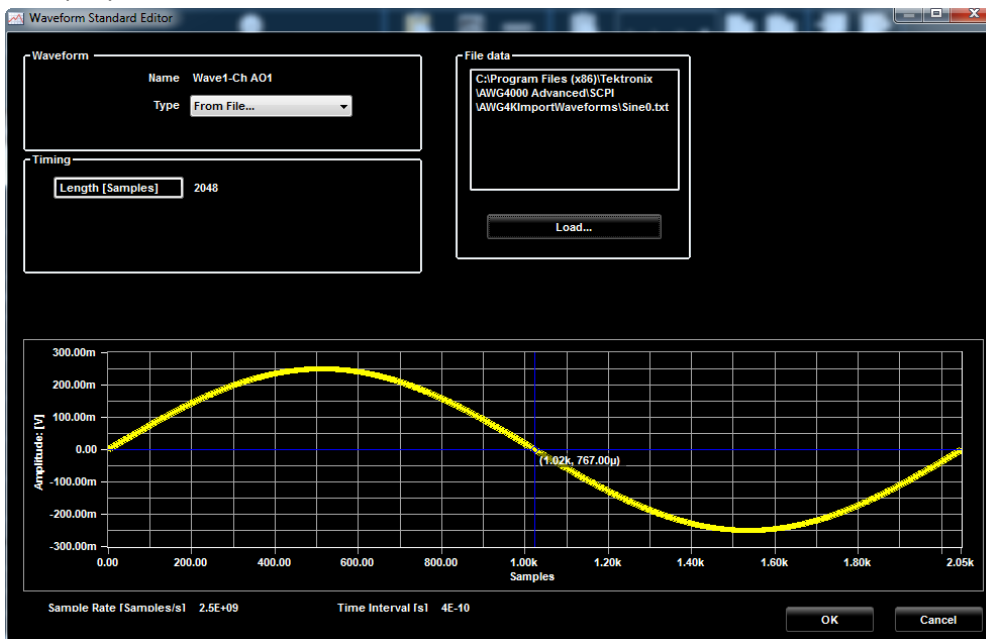 Waveform Standard Editor
Waveform
Name Wave1-Ch AO1
Type From File...
File data
C:\Program Files (x86)\Tektronix
\AWG4000 Advanced\SCPI
\AWG4KImportWaveforms\Sine0.txt
Load...
Timing
Length [Samples] 2048
300.00m
200.00m
100.00m
0.00
-100.00m
-200.00m
-300.00m
Amplitude: [V]
(1.02k, 767.00µ)
0.00 200.00 400.00 600.00 800.00 1.00k 1.20k 1.40k 1.60k 1.80k 2.05k
Samples
Sample Rate [Samples/s] 2.5E+09 Time Interval [s] 4E-10
OK Cancel